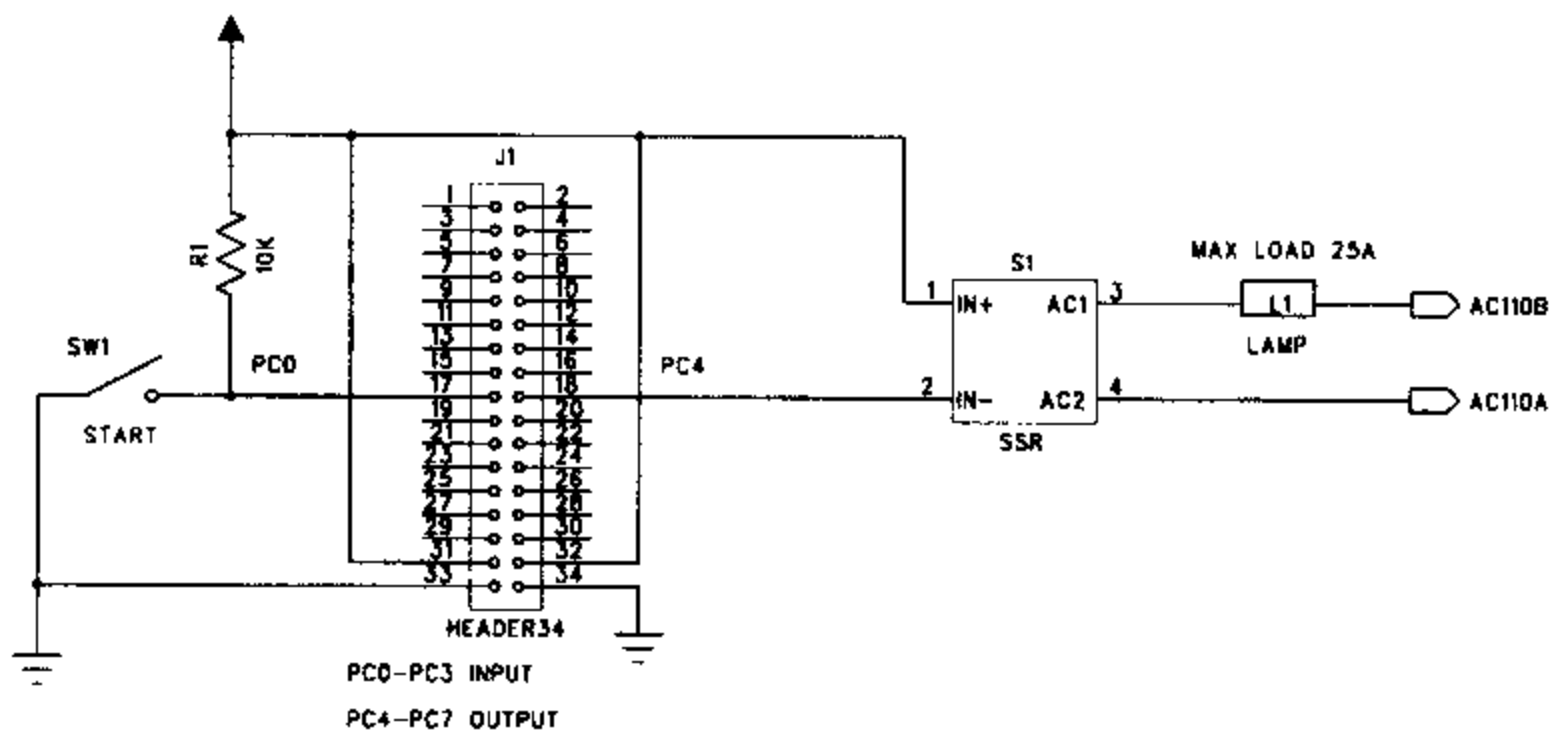 J1
1 2
3 4
5 6
7 8
9 10
11 12
13 14
15 16
17 18
19 20
21 22
23 24
25 26
27 28
29 30
31 32
33 34
HEADER34
R1
10K
SW1
START
PC0
PC4
S1
1 IN+ AC1 3
2 IN- AC2 4
SSR
MAX LOAD 25A
L1
LAMP
AC110B
AC110A
PC0-PC3 INPUT
PC4-PC7 OUTPUT